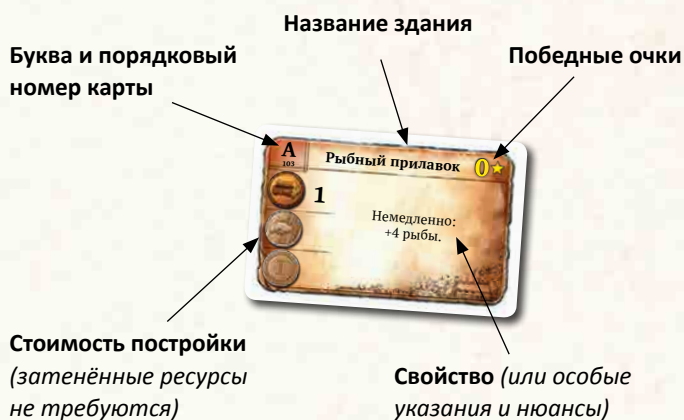 Название здания
Буква и порядковый
номер карты
Победные очки
A
103
Рыбный прилавок
0
1
Немедленно:
+4 рыбы.
Стоимость постройки
(затенённые ресурсы
не требуются)
Свойство (или особые
указания и нюансы)